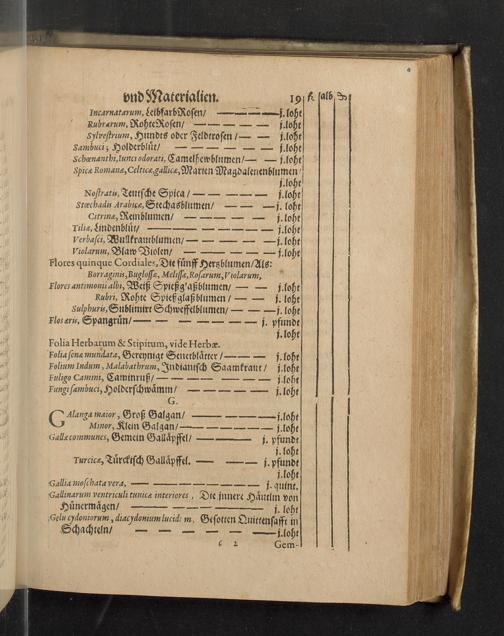 vnd Materialien. 19 fl. ſalb. ₰
Incarnatarum, Leibfarb Roſen/ — — — j. loht
Rubrarum, Rohte Roſen/ — — — — j. loht
Sylveſtrium, Hundts oder Feldtroſen/ — — j. loht
Sambuci, Holderblüt/ — — — — — j. loht
Schœnanthi, Iunci odorati, Camelhewblumen/ — — j. loht
Spicæ Romanæ, Celticæ, gallicæ, Marien Magdalenenblumen
j. loht
Noſtratis, Teutſche Spica/ — — — — j. loht
Stœchados Arabicæ, Stechasblumen/ — — — j. loht
Citrinæ, Reinblumen/ — — — — — j. loht
Tiliæ, Lindenblüt/ — — — — — j. loht
Verbaſci, Wullkrautblumen/ — — — — j. loht
Violarum, Blaw Violen/ — — — — j. loht
Flores quinque Cordiales, Die fünff Hertzblumen/ Als:
Borraginis, Bugloſſæ, Meliſſæ, Roſarum, Violarum,
Flores antimonii albi, Weiß Spießglaßblumen/ — — j. loht
Rubri, Rohte Spießglaßblumen/ — — j. loht
Sulphuris, Sublimirt Schweffelblumen/ — — j. loht
Flos æris, Spangrün/ — — — — j. pfundt
j. loht
Folia Herbarum & Stipitum, vide Herbæ.
Folia ſenæ mundata, Gereynigt Senetblätter/ — — — j. loht
Folium Indum, Malabathrum, Indianiſch Saamkraut/ j. loht
Fuligo Camini, Caminruß/ — — — — j. loht
Fungi ſambuci, Holderſchwämm/ — — — — j. loht
G.
GAlanga maior, Groß Galgan/ — — — — j. loht
Minor, Klein Galgan/ — — — — j. loht
Gallæ communes, Gemein Galläpffel/ — — — j. pfundt
j. loht
Turcicæ, Türckiſch Galläpffel. — — — j. pfundt
j. loht
Gallia moſchata vera, — — — — — j. quint.
Gallinarum ventriculi tunicæ interiores, Die innere Häutlin von
Hünermägen/ — — — — — j. loht
Gelu cydoniorum, diacydonium lucidum, Geſotten Quittenſafft in
Schachteln/ — — — — — j. loht
c 2 Gem-